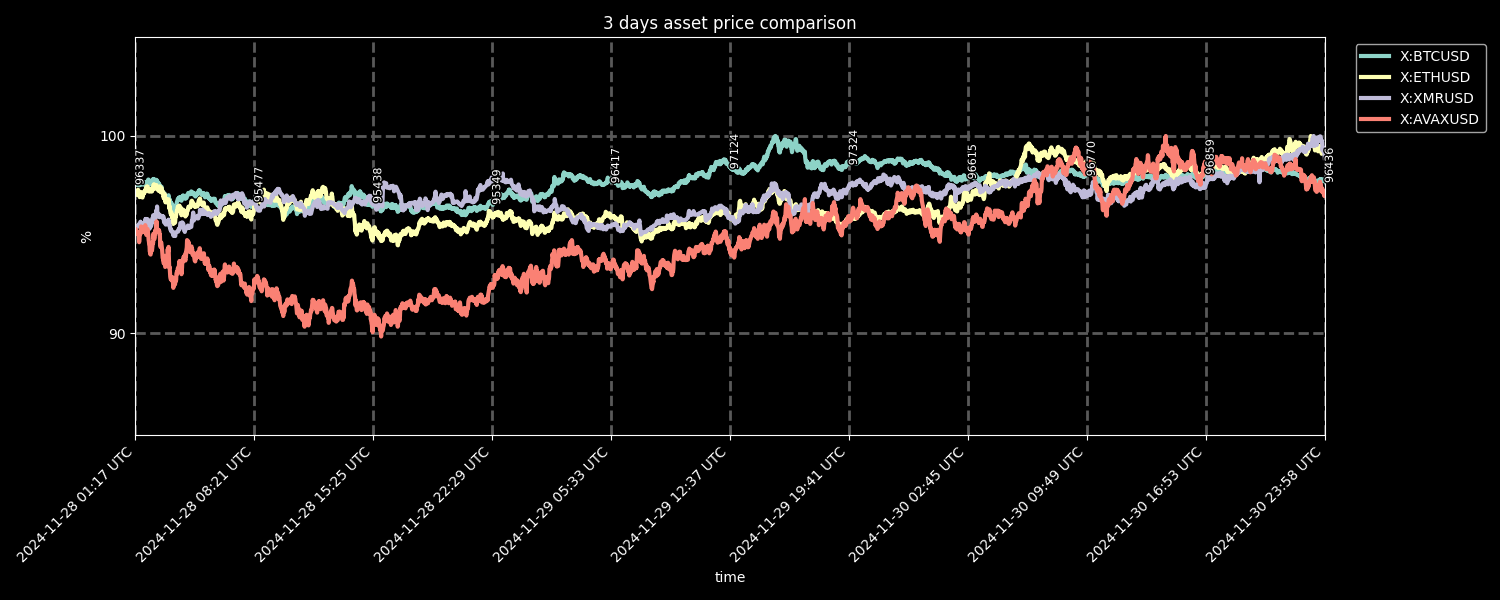 3 days asset price comparison
X:BTCUSD
X:ETHUSD
X:XMRUSD
X:AVAXUSD
100
90
%
96337
95477
95438
95349
96417
97124
97324
96615
96770
96859
96436
2024-11-28 01:17 UTC
2024-11-28 08:21 UTC
2024-11-28 15:25 UTC
2024-11-28 22:29 UTC
2024-11-29 05:33 UTC
2024-11-29 12:37 UTC
2024-11-29 19:41 UTC
2024-11-30 02:45 UTC
2024-11-30 09:49 UTC
2024-11-30 16:53 UTC
2024-11-30 23:58 UTC
time